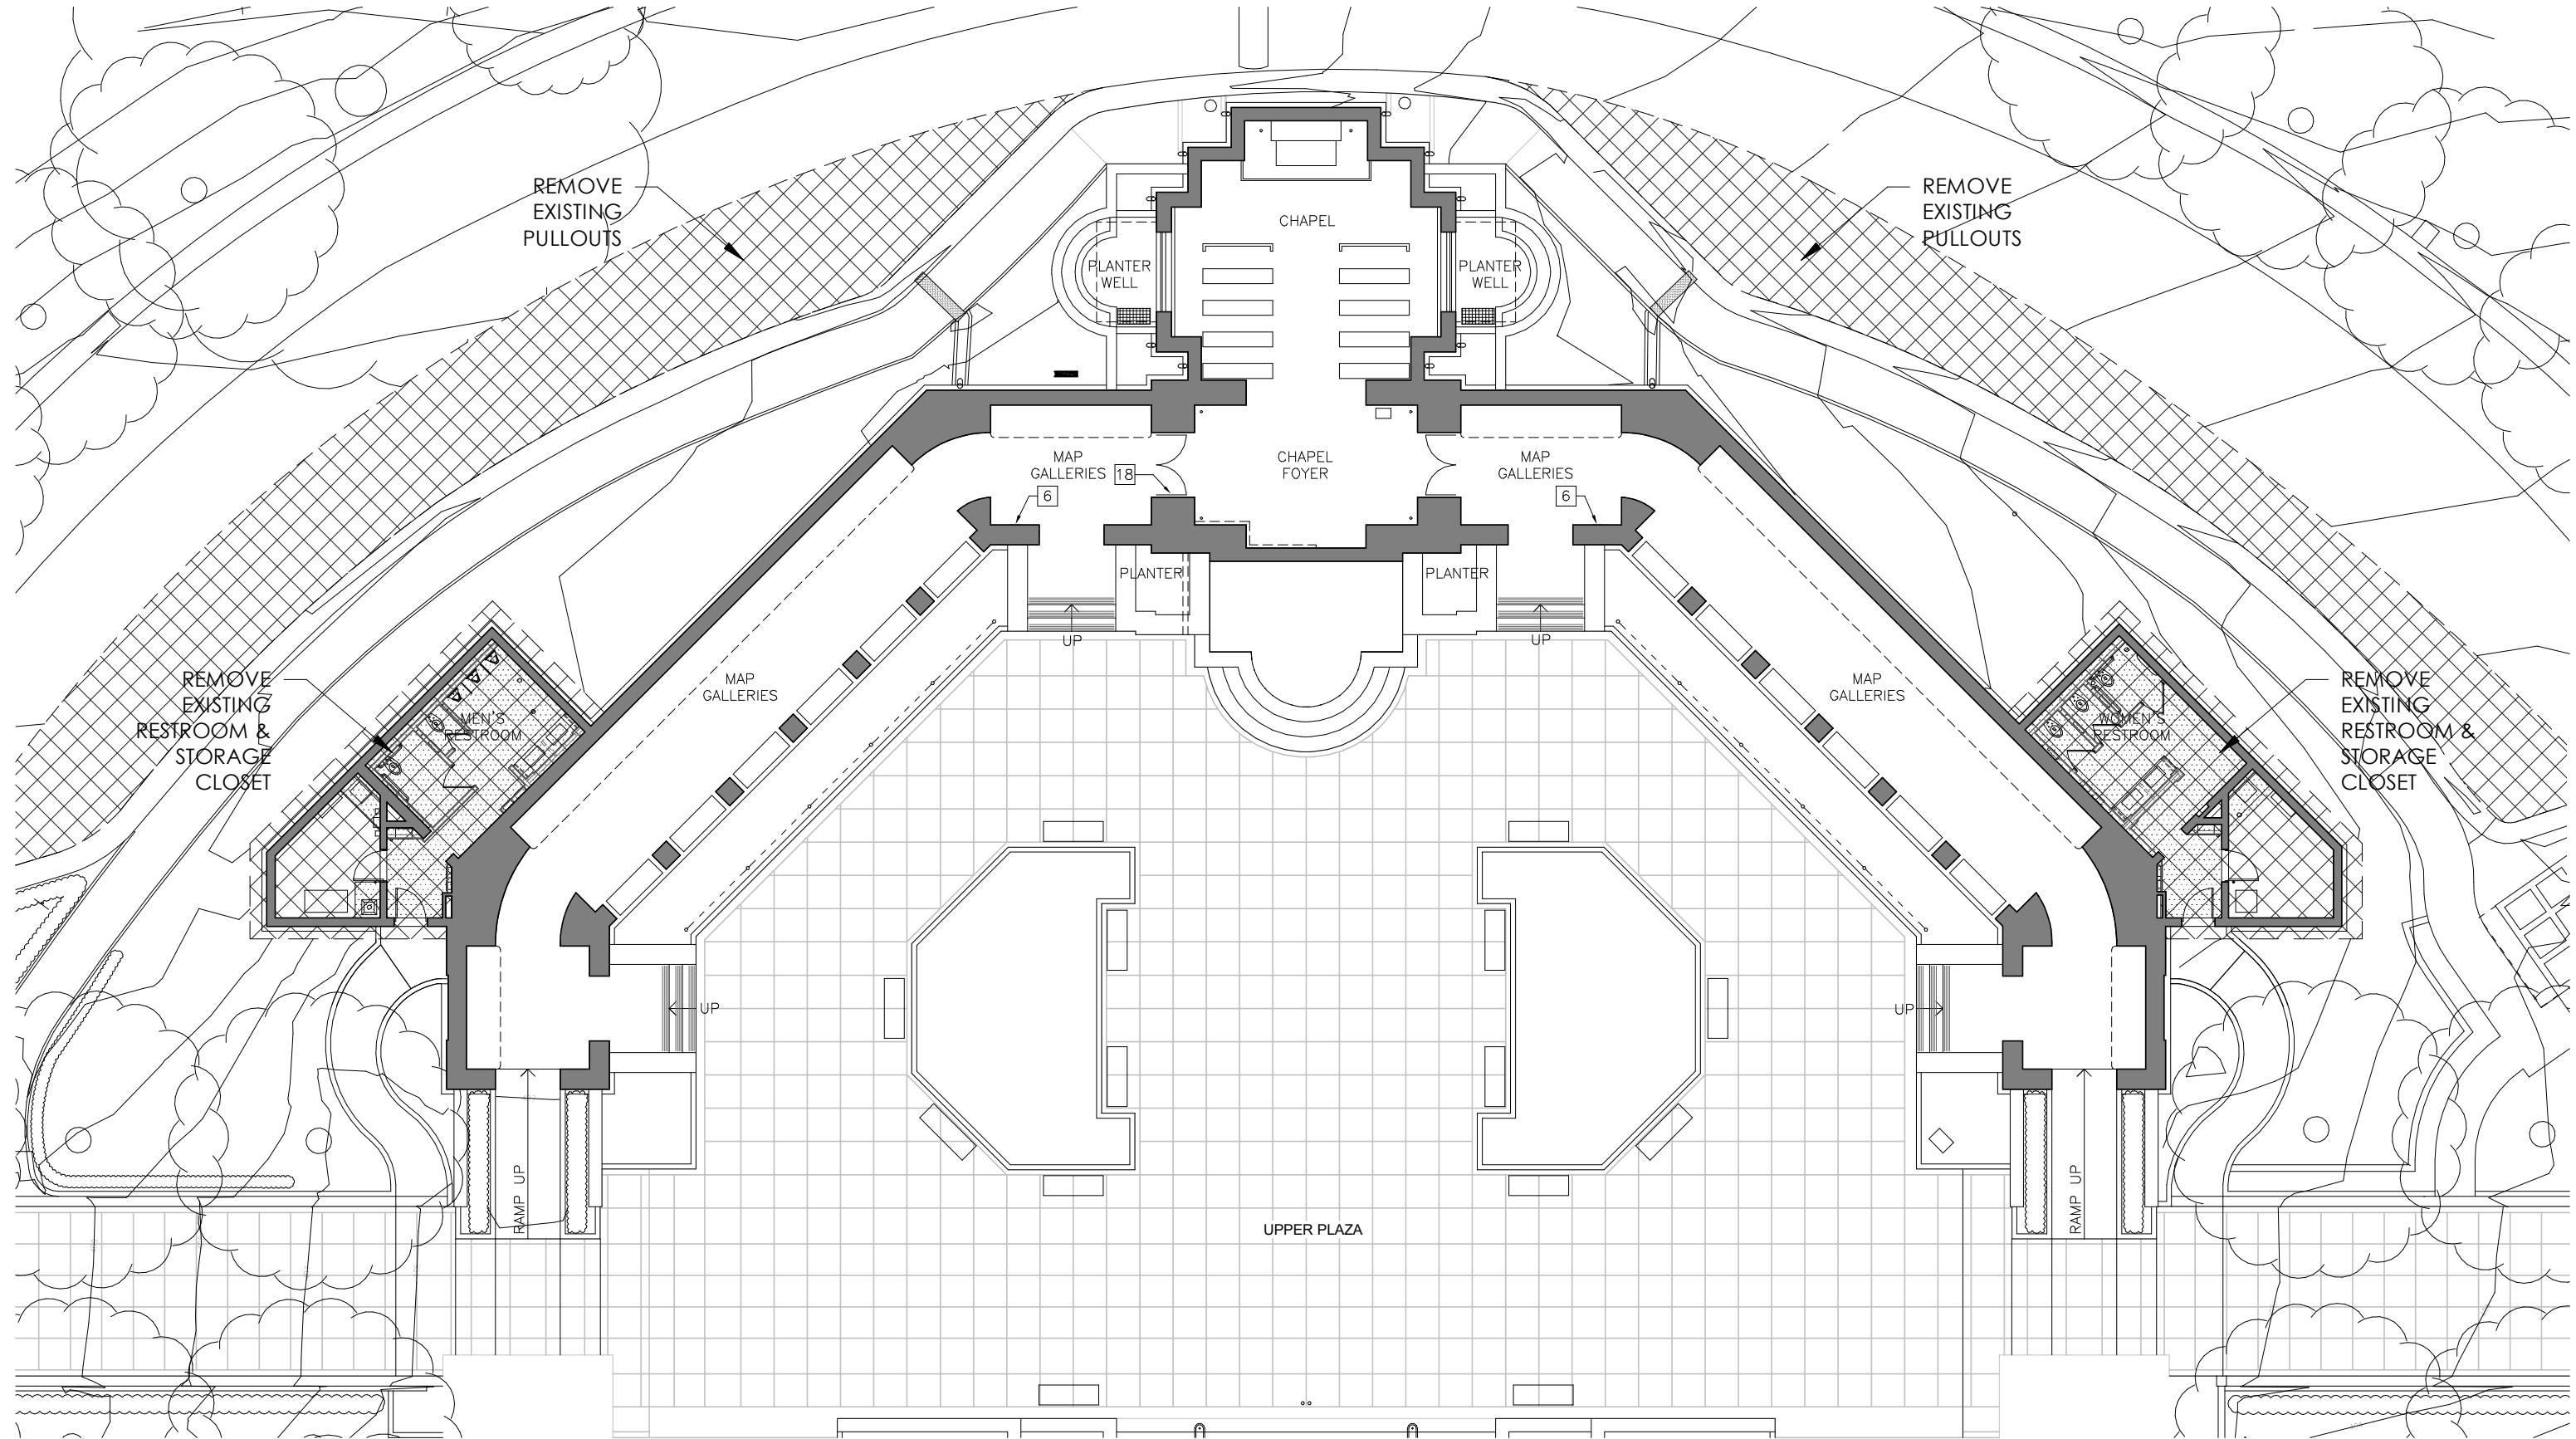 REMOVE
EXISTING
PULLOUTS
REMOVE
EXISTING
PULLOUTS
CHAPEL
PLANTER
WELL
PLANTER
WELL
MAP
GALLERIES
18
6
CHAPEL
FOYER
MAP
GALLERIES
6
PLANTER
PLANTER
UP
UP
REMOVE
EXISTING
RESTROOM &
STORAGE
CLOSET
MEN'S
RESTROOM
MAP
GALLERIES
MAP
GALLERIES
WOMEN'S
RESTROOM
REMOVE
EXISTING
RESTROOM &
STORAGE
CLOSET
UP
UP
RAMP UP
RAMP UP
UPPER PLAZA